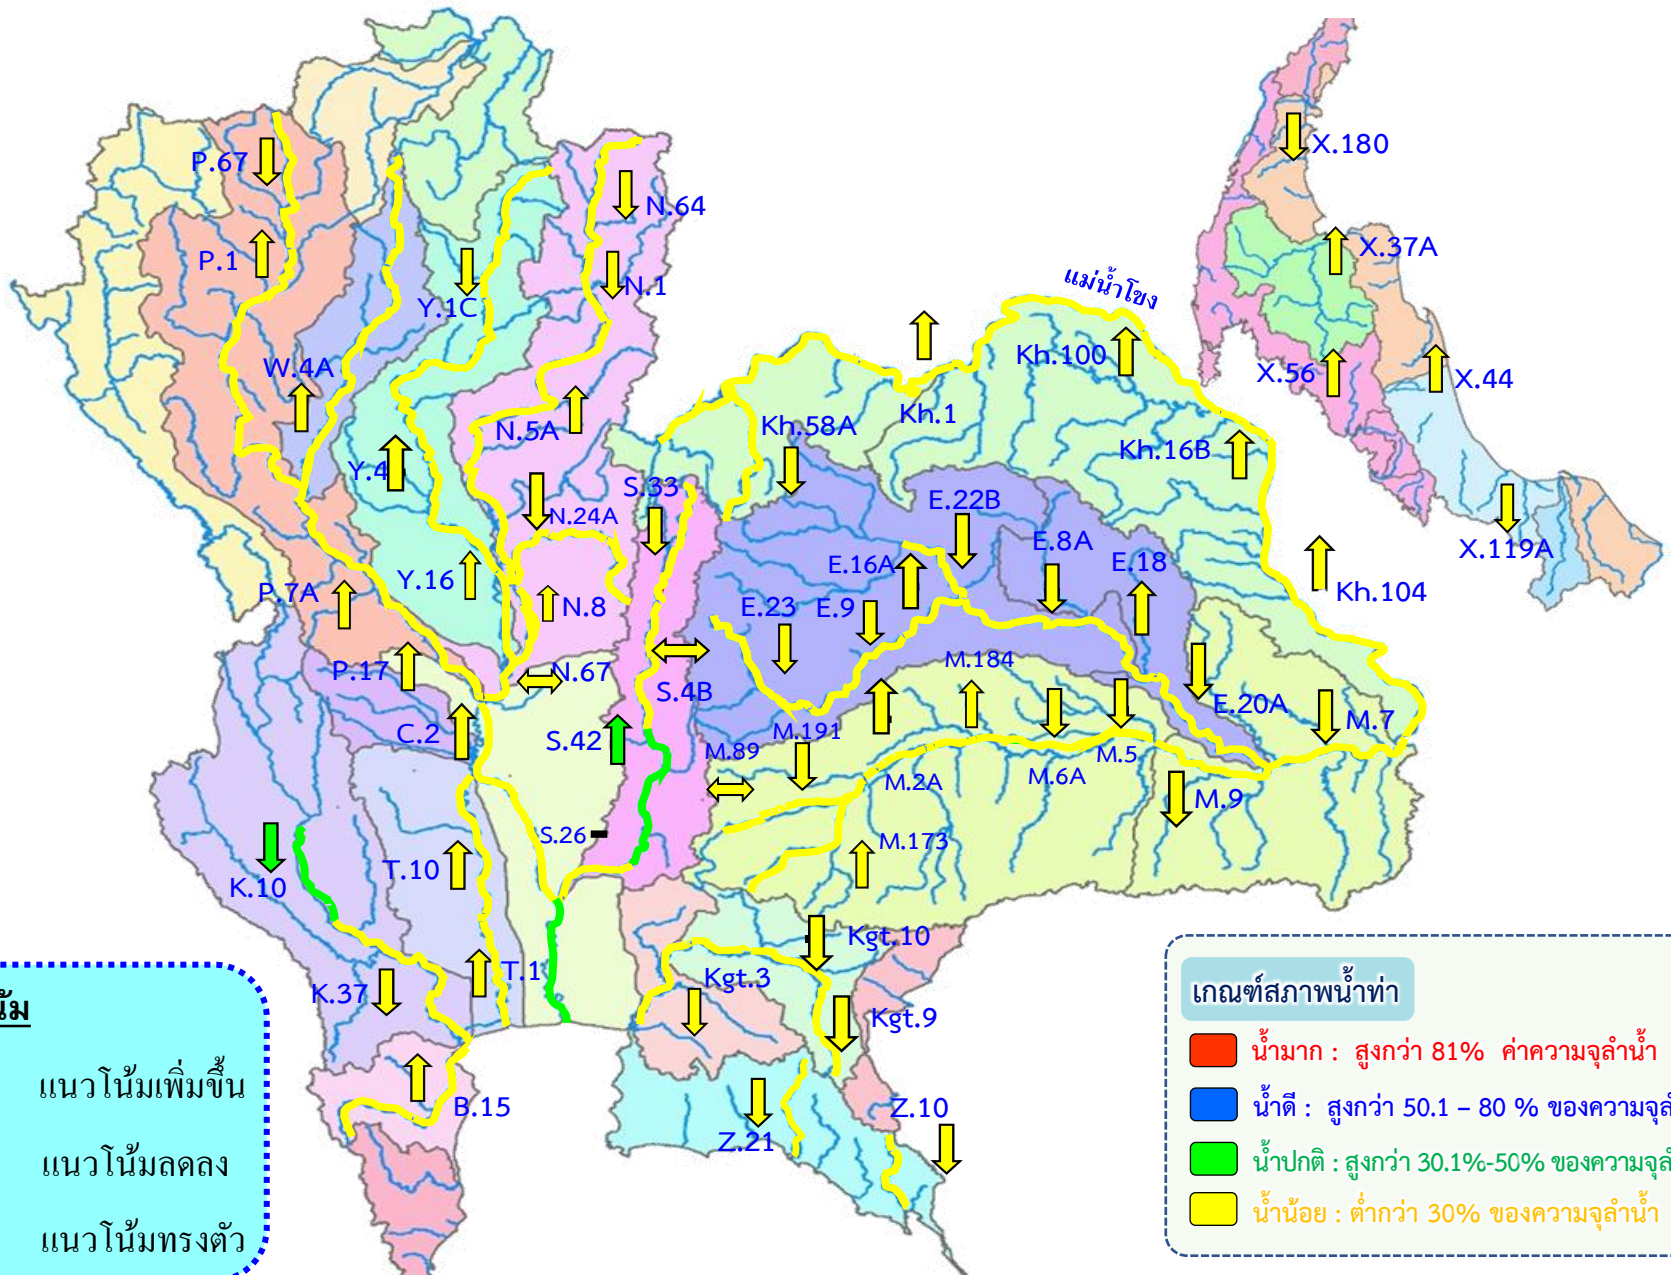 P.67
X.180
N.64
P.1
X.37A
N.1
แม่น้ำโขง
Y.1C
Kh.100
W.4A
X.56
X.44
Kh.1
Kh.58A
N.5A
Kh.16B
Y.4
S.33
E.22B
N.24A
X.119A
E.8A
E.18
E.16A
Y.16
P.7A
Kh.104
N.8
E.23
E.9
M.184
P.17
N.67
S.4B
E.20A
M.7
C.2
S.42
M.191
M.89
M.5
M.2A
M.6A
M.9
S.26
M.173
T.10
K.10
Kgt.10
T.1
Kgt.3
K.37
Kgt.9
B.15
Z.10
Z.21
แนวโน้มเพิ่มขึ้น
แนวโน้มลดลง
แนวโน้มทรงตัว
เกณฑ์สภาพน้ำท่า
น้ำมาก : สูงกว่า 81% ค่าความจุลำน้ำ
น้ำดี : สูงกว่า 50.1 – 80 % ของความจุลำ
น้ำปกติ : สูงกว่า 30.1%-50% ของความจุลำ
น้ำน้อย : ต่ำกว่า 30% ของความจุลำน้ำ